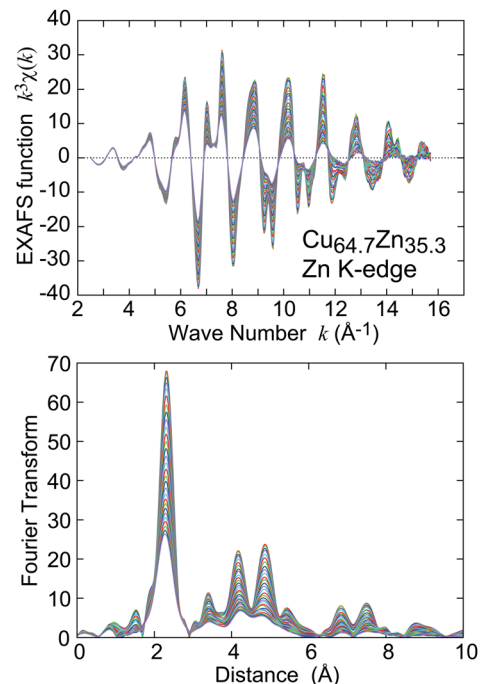 40
30
20
10
0
-10
-20
-30
-40
EXAFS function k³χ(k)
Cu64.7Zn35.3
Zn K-edge
2 4 6 8 10 12 14 16
Wave Number k (Å-1)
70
60
50
40
30
20
10
0
Fourier Transform
0 2 4 6 8 10
Distance (Å)